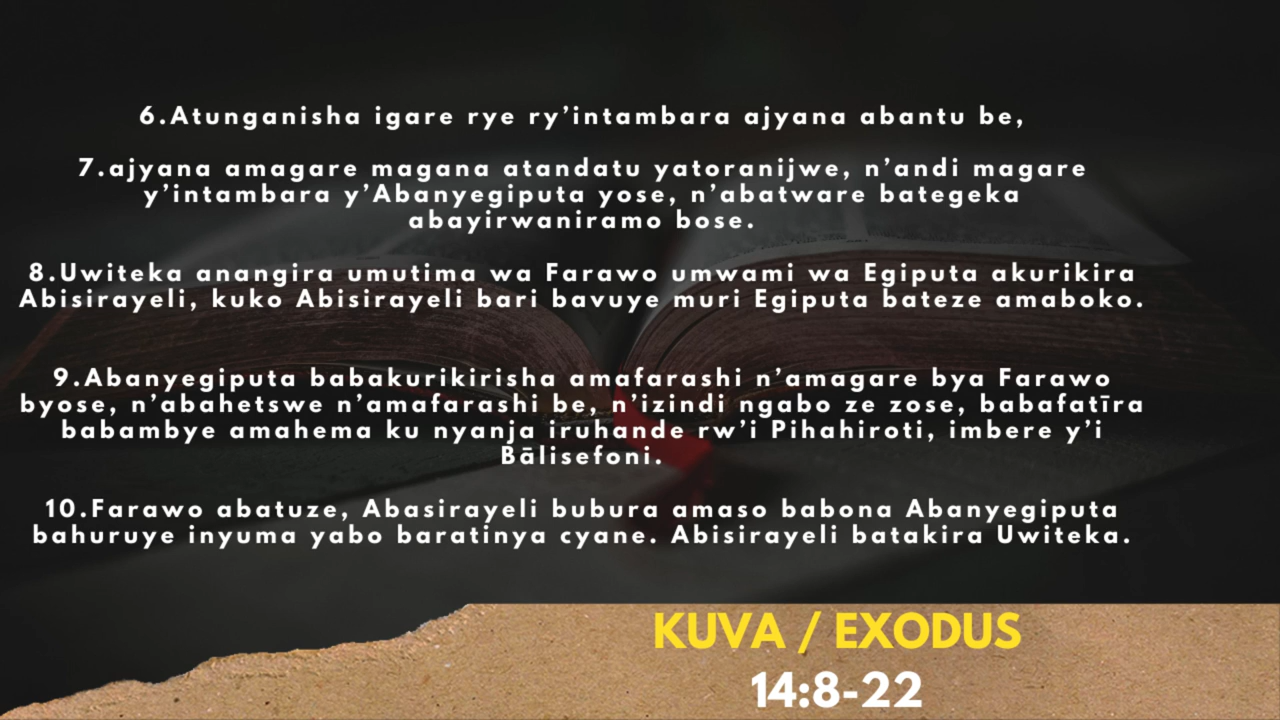 6.Atunganisha igare rye ry’intambara ajyana abantu be,
7.ajyana amagare magana atandatu yatoranijwe, n’andi magare
y’intambara y’Abanyegiputa yose, n’abatware bategeka
abayirwaniramo bose.
8.Uwiteka anangira umutima wa Farawo umwami wa Egiputa akurikira
Abisirayeli, kuko Abisirayeli bari bavuye muri Egiputa bateze amaboko.
9.Abanyegiputa babakurikirisha amafarashi n’amagare bya Farawo
byose, n’abahetswe n’amafarashi be, n’izindi ngabo ze zose, babafatīra
babambye amahema ku nyanja iruhande rw’i Pihahiroti, imbere y’i
Bālisefoni.
10.Farawo abatuze, Abasirayeli bubura amaso babona Abanyegiputa
bahuruye inyuma yabo baratinya cyane. Abisirayeli batakira Uwiteka.
KUVA / EXODUS
14:8-22